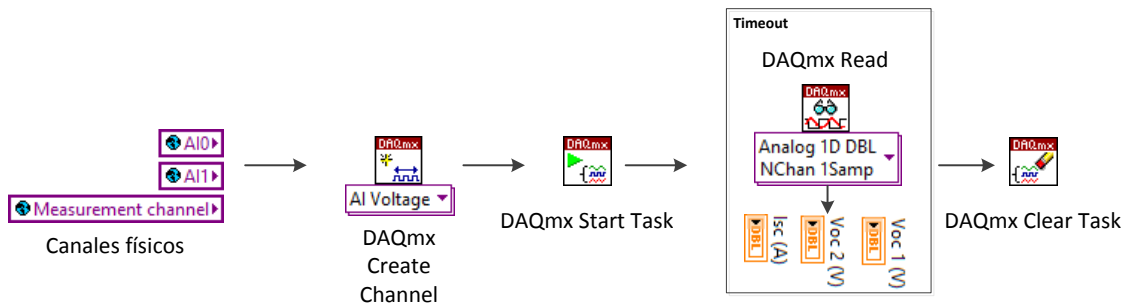 AI0
AI1
Measurement channel
Canales físicos
DAQmx
AI Voltage
DAQmx
Create
Channel
DAQmx
DAQmx Start Task
Timeout
DAQmx Read
DAQmx
Analog 1D DBL
NChan 1Samp
DBL
Isc (A)
DBL
Voc 2 (V)
DBL
Voc 1 (V)
DAQmx
DAQmx Clear Task